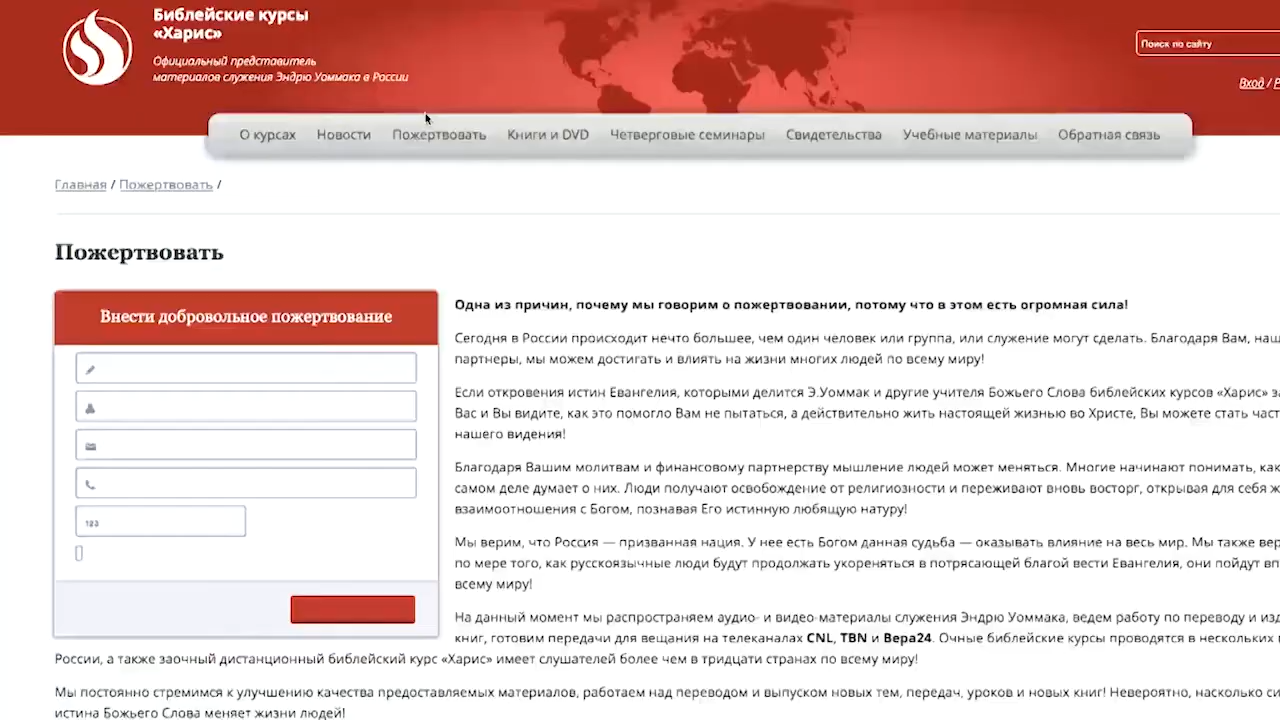 Библейские курсы
«Харис»
Официальный представитель
материалов служения Эндрю Уоммака в России
Поиск по сайту
Вход /
О курсах Новости Пожертвовать Книги и DVD Четверговые семинары Свидетельства Учебные материалы Обратная связь
Главная / Пожертвовать /
Пожертвовать
Внести добровольное пожертвование
123
Одна из причин, почему мы говорим о пожертвовании, потому что в этом есть огромная сила!
Сегодня в России происходит нечто большее, чем один человек или группа, или служение могут сделать. Благодаря Вам, наш
партнеры, мы можем достигать и влиять на жизни многих людей по всему миру!
Если откровения истин Евангелия, которыми делится Э.Уоммак и другие учителя Божьего Слова библейских курсов «Харис» за
Вас и Вы видите, как это помогло Вам не пытаться, а действительно жить настоящей жизнью во Христе, Вы можете стать част
нашего видения!
Благодаря Вашим молитвам и финансовому партнерству мышление людей может меняться. Многие начинают понимать, как
самом деле думает о них. Люди получают освобождение от религиозности и переживают вновь восторг, открывая для себя ж
взаимоотношения с Богом, познавая Его истинную любящую натуру!
Мы верим, что Россия — призванная нация. У нее есть Богом данная судьба — оказывать влияние на весь мир. Мы также вер
по мере того, как русскоязычные люди будут продолжать укореняться в потрясающей благой вести Евангелия, они пойдут вп
всему миру!
На данный момент мы распространяем аудио- и видео-материалы служения Эндрю Уоммака, ведем работу по переводу и изд
книг, готовим передачи для вещания на телеканалах CNL, TBN и Вера24. Очные библейские курсы проводятся в нескольких
России, а также заочный дистанционный библейский курс «Харис» имеет слушателей более чем в тридцати странах по всему миру!
Мы постоянно стремимся к улучшению качества предоставляемых материалов, работаем над переводом и выпуском новых тем, передач, уроков и новых книг! Невероятно, насколько си
истина Божьего Слова меняет жизни людей!